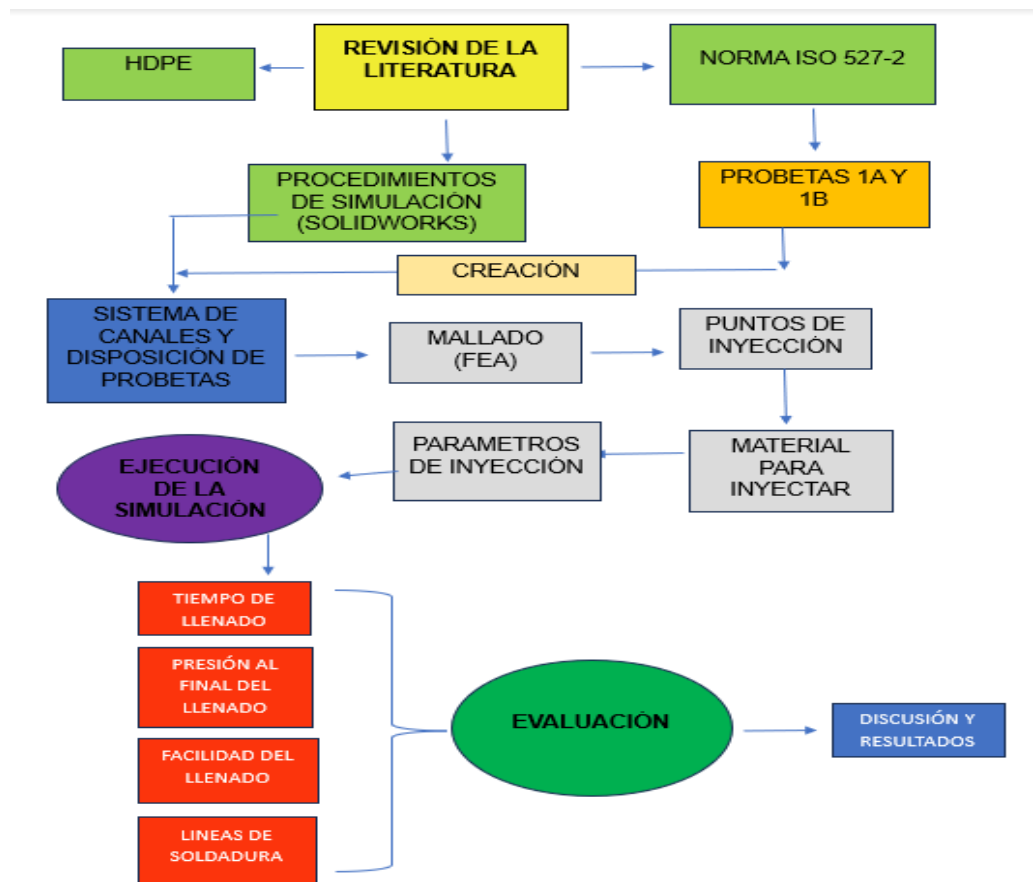 HDPE
REVISIÓN DE LA
LITERATURA
NORMA ISO 527-2
PROCEDIMIENTOS
DE SIMULACIÓN
(SOLIDWORKS)
PROBETAS 1A Y
1B
CREACIÓN
SISTEMA DE
CANALES Y
DISPOSICIÓN DE
PROBETAS
MALLADO
(FEA)
PUNTOS DE
INYECCIÓN
EJECUCIÓN
DE LA
SIMULACIÓN
PARAMETROS
DE INYECCIÓN
MATERIAL
PARA
INYECTAR
TIEMPO DE
LLENADO
PRESIÓN AL
FINAL DEL
LLENADO
FACILIDAD DEL
LLENADO
LINEAS DE
SOLDADURA
EVALUACIÓN
DISCUSIÓN Y
RESULTADOS